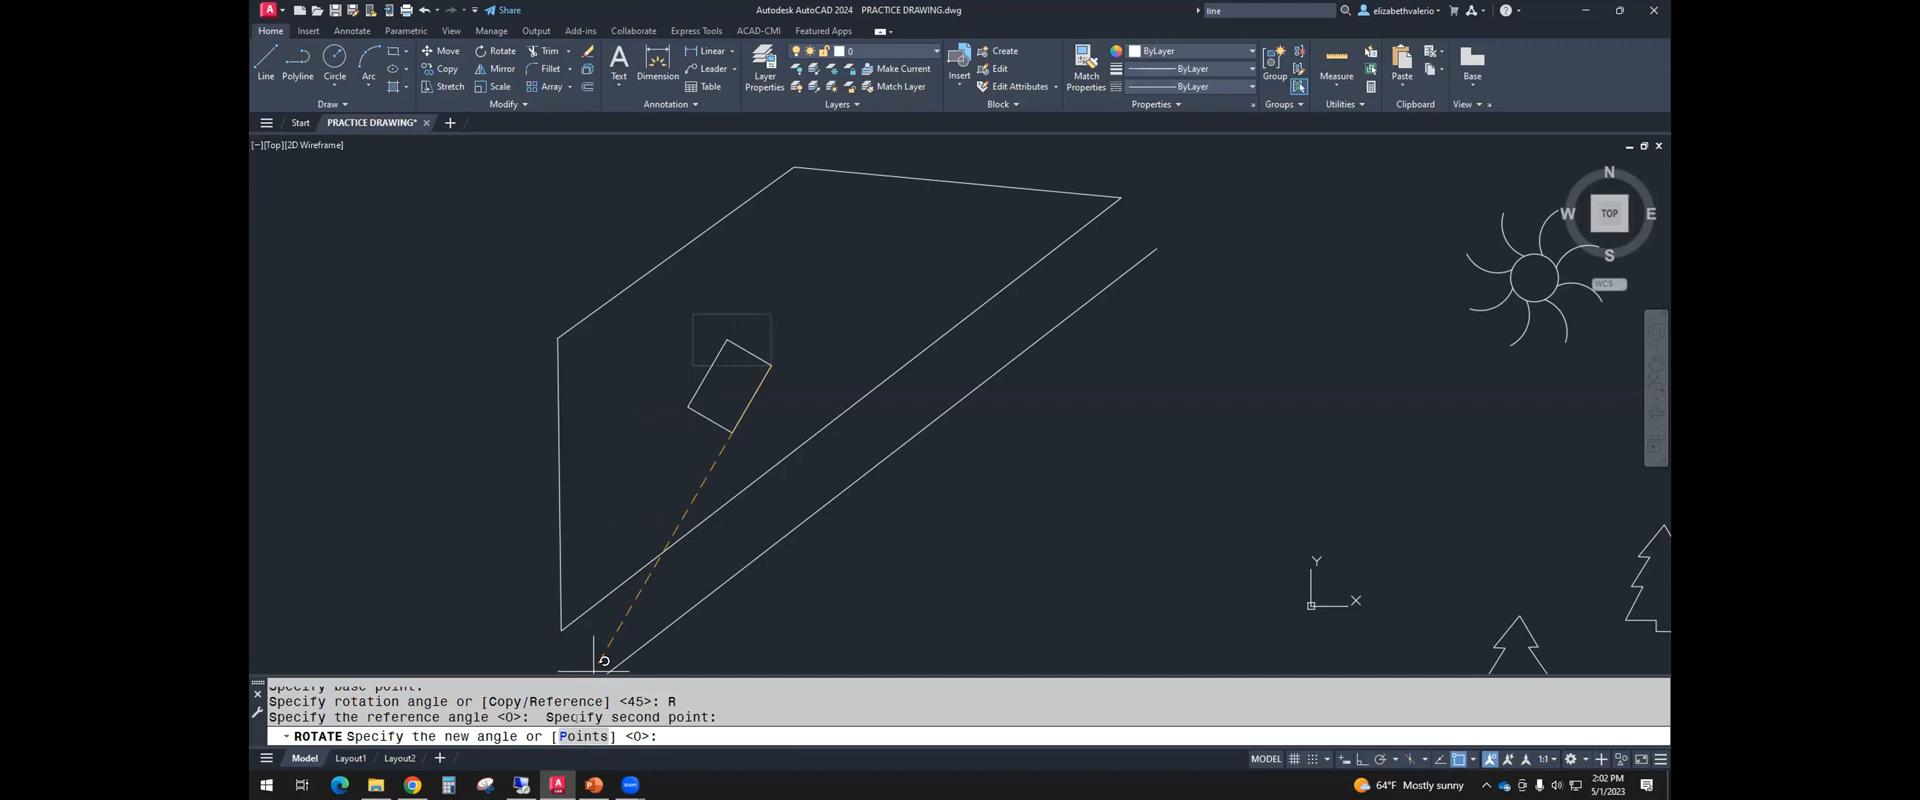 Share
Autodesk AutoCAD 2024 PRACTICE DRAWING.dwg
line
elizabethvalerio
Home Insert Annotate Parametric View Manage Output Add-ins Collaborate Express Tools ACAD-CMI Featured Apps
Line Polyline Circle Arc
Move Rotate Trim
Copy Mirror Fillet
Stretch Scale Array
Text Dimension
Linear
Leader
Table
Layer Properties
0
Make Current
Match Layer
Insert
Create
Edit
Edit Attributes
Match Properties
ByLayer
ByLayer
ByLayer
Group
Measure
Paste
Base
Draw Modify Annotation Layers Block Properties Groups Utilities Clipboard View
Start PRACTICE DRAWING*
[−][Top][2D Wireframe]
N
W TOP E
S
WCS
Y
X
Specify base point:
Specify rotation angle or [Copy/Reference] <45>: R
Specify the reference angle <0>: Specify second point:
ROTATE Specify the new angle or [Points] <0>:
Model Layout1 Layout2
MODEL 1:1
64°F Mostly sunny
2:02 PM
5/1/2023